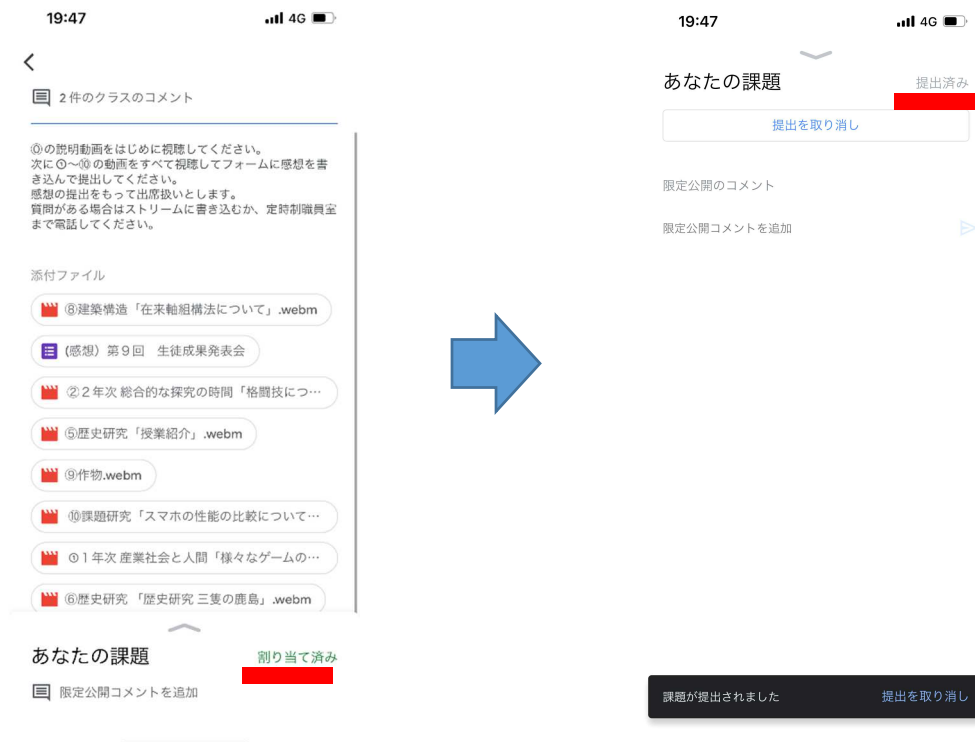 19:47
4G
2 件のクラスのコメント
⓪の説明動画をはじめに視聴してください。
次に①〜⑩の動画をすべて視聴してフォームに感想を書
き込んで提出してください。
感想の提出をもって出席扱いとします。
質問がある場合はストリームに書き込むか、定時制職員室
まで電話してください。
添付ファイル
⑧建築構造「在来軸組構法について」.webm
(感想）第９回　生徒成果発表会
②２年次 総合的な探究の時間「格闘技につ…
⑤歴史研究「授業紹介」.webm
⑨作物.webm
⑩課題研究「スマホの性能の比較について…
①１年次 産業社会と人間「様々なゲームの…
⑥歴史研究 「歴史研究 三隻の鹿島」.webm
あなたの課題
割り当て済み
限定公開コメントを追加
19:47
4G
あなたの課題
提出済み
提出を取り消し
限定公開のコメント
限定公開コメントを追加
課題が提出されました
提出を取り消し